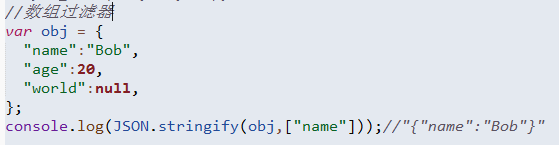 //数组过滤器
var obj = {
"name":"Bob",
"age":20,
"world":null,
};
console.log(JSON.stringify(obj,["name"]));//"{"name":"Bob"}"